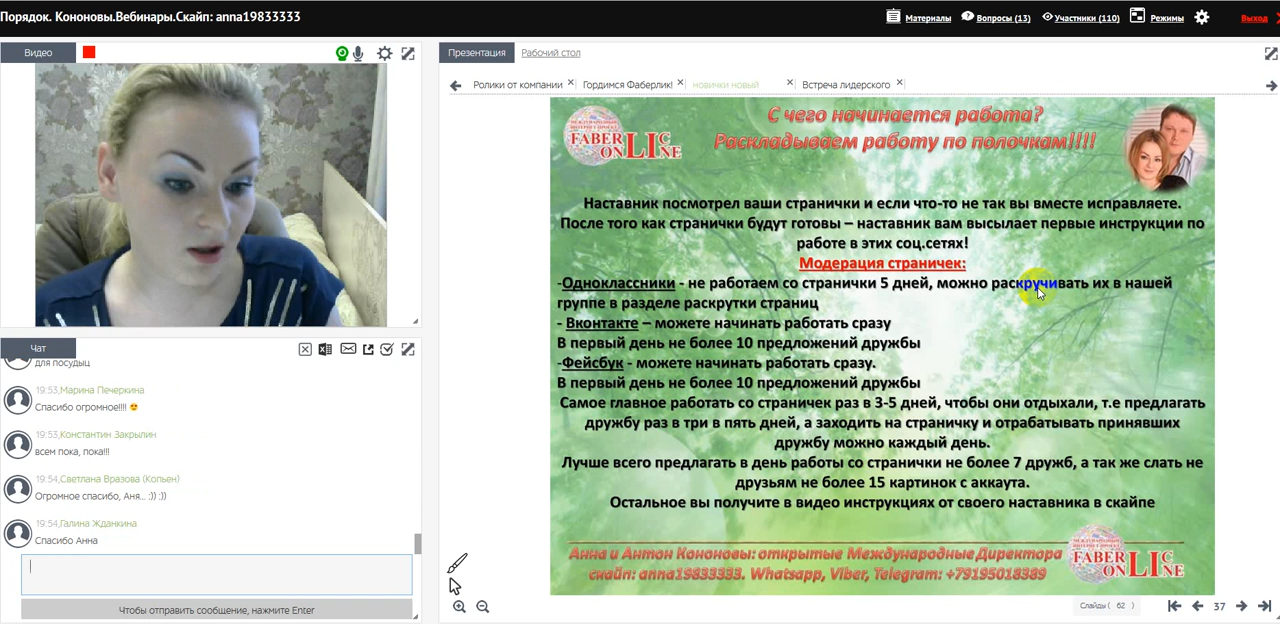 Порядок. Кононовы.Вебинары.Скайп: anna19833333
Материалы
Вопросы (13)
Участники (110)
Режимы
Выход
Видео
Презентация
Рабочий стол
Ролики от компании
Гордимся Фаберлик!
новички новый
Встреча лидерского
С чего начинается работа?
Раскладываем работу по полочкам!!!!
МЕЖДУНАРОДНЫЙ
ИНТЕРНЕТ-ПРОЕКТ
FABERLIC
ONLINE
Наставник посмотрел ваши странички и если что-то не так вы вместе исправляете.
После того как странички будут готовы – наставник вам высылает первые инструкции по
работе в этих соц.сетях!
Модерация страничек:
-Одноклассники - не работаем со странички 5 дней, можно раскручивать их в нашей
группе в разделе раскрутки страниц
- Вконтакте – можете начинать работать сразу
В первый день не более 10 предложений дружбы
-Фейсбук - можете начинать работать сразу.
В первый день не более 10 предложений дружбы
Самое главное работать со страничек раз в 3-5 дней, чтобы они отдыхали, т.е предлагать
дружбу раз в три в пять дней, а заходить на страничку и отрабатывать принявших
дружбу можно каждый день.
Лучше всего предлагать в день работы со странички не более 7 дружб, а так же слать не
друзьям не более 15 картинок с аккаута.
Остальное вы получите в видео инструкциях от своего наставника в скайпе
Анна и Антон Кононовы: открытые Международные Директора
скайп: anna19833333. Whatsapp, Viber, Telegram: +79195018389
FABERLIC
ONLINE
Слайды ( 62 )
37
Чат
для посудыц
19:53,Марина Печеркина
Спасибо огромное!!!!
19:53,Константин Закрылин
всем пока, пока!!!
19:54,Светлана Вразова (Копьен)
Огромное спасибо, Аня... :)) :))
19:54,Галина Жданкина
Спасибо Анна
Чтобы отправить сообщение, нажмите Enter